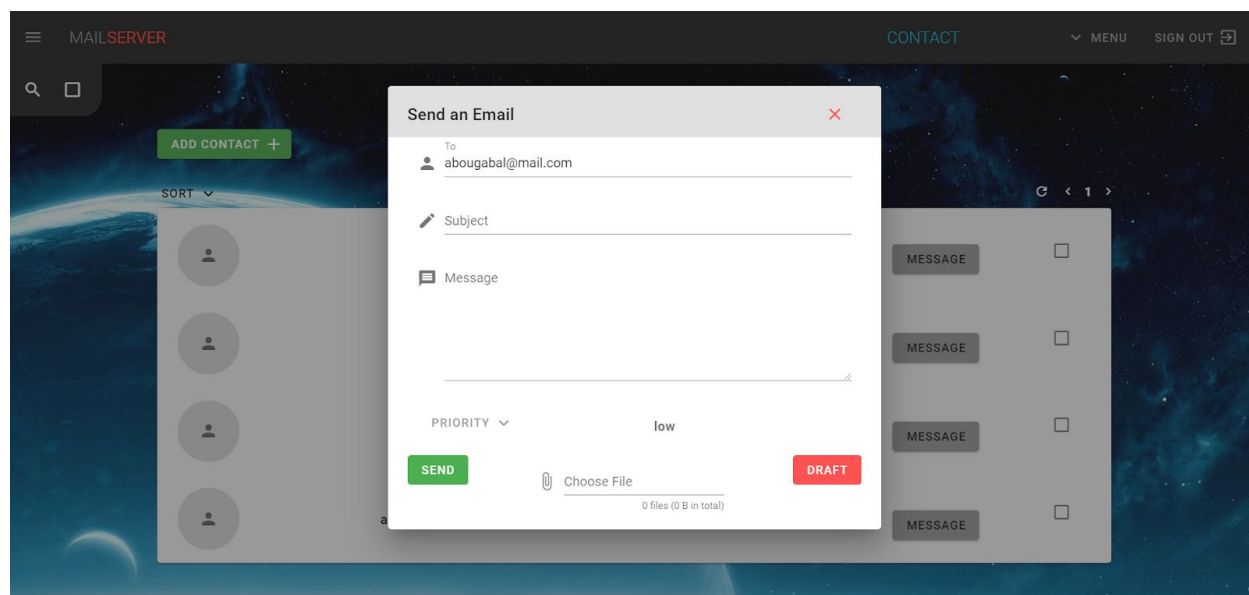 MAILSERVER
CONTACT
MENU
SIGN OUT
ADD CONTACT +
SORT
1
Send an Email
To
abougabal@mail.com
Subject
Message
PRIORITY
low
SEND
Choose File
0 files (0 B in total)
DRAFT
MESSAGE
MESSAGE
MESSAGE
a
MESSAGE